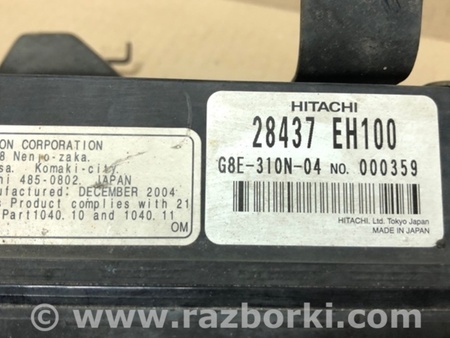 ON CORPORATION
8 Nenjo-zaka,
sa. Komaki-city,
hi 485-0802. JAPAN
nufactured: DECEMBER 2004
s Product complies with 21
Part1040.10 and 1040.11
OM
HITACHI
28437 EH100
G8E-310N-04 NO. 000359
HITACHI, Ltd. Tokyo Japan
MADE IN JAPAN
www.razborki.com